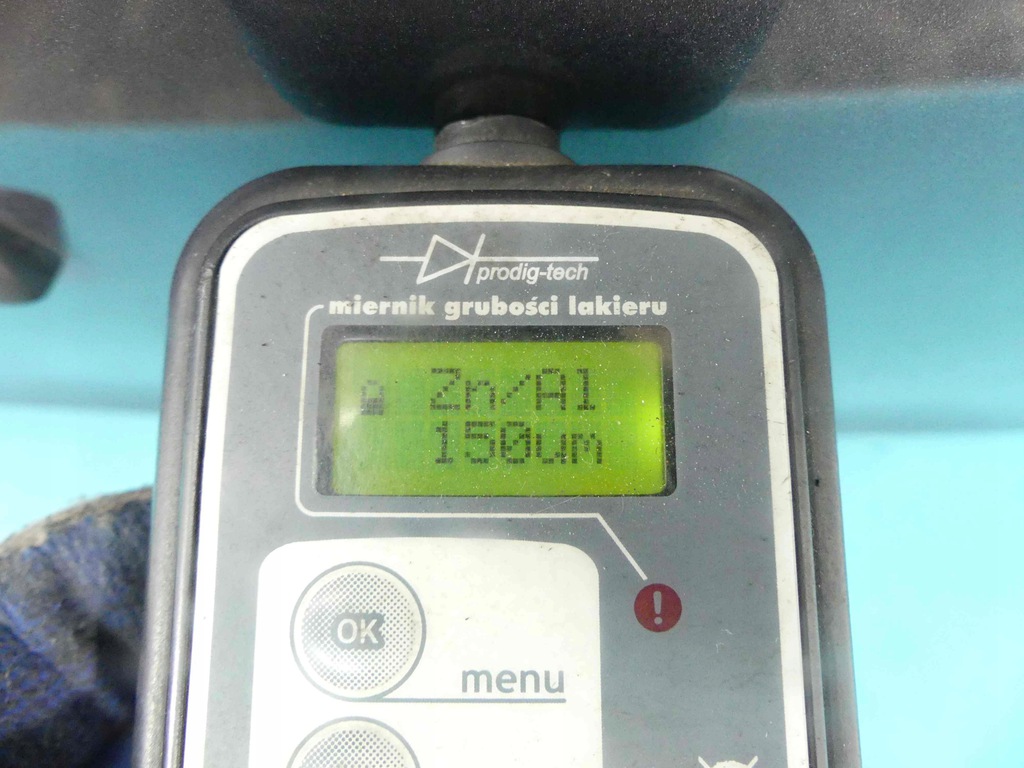 prodig-tech
miernik grubości lakieru
Zn/Al
150um
!
OK
menu